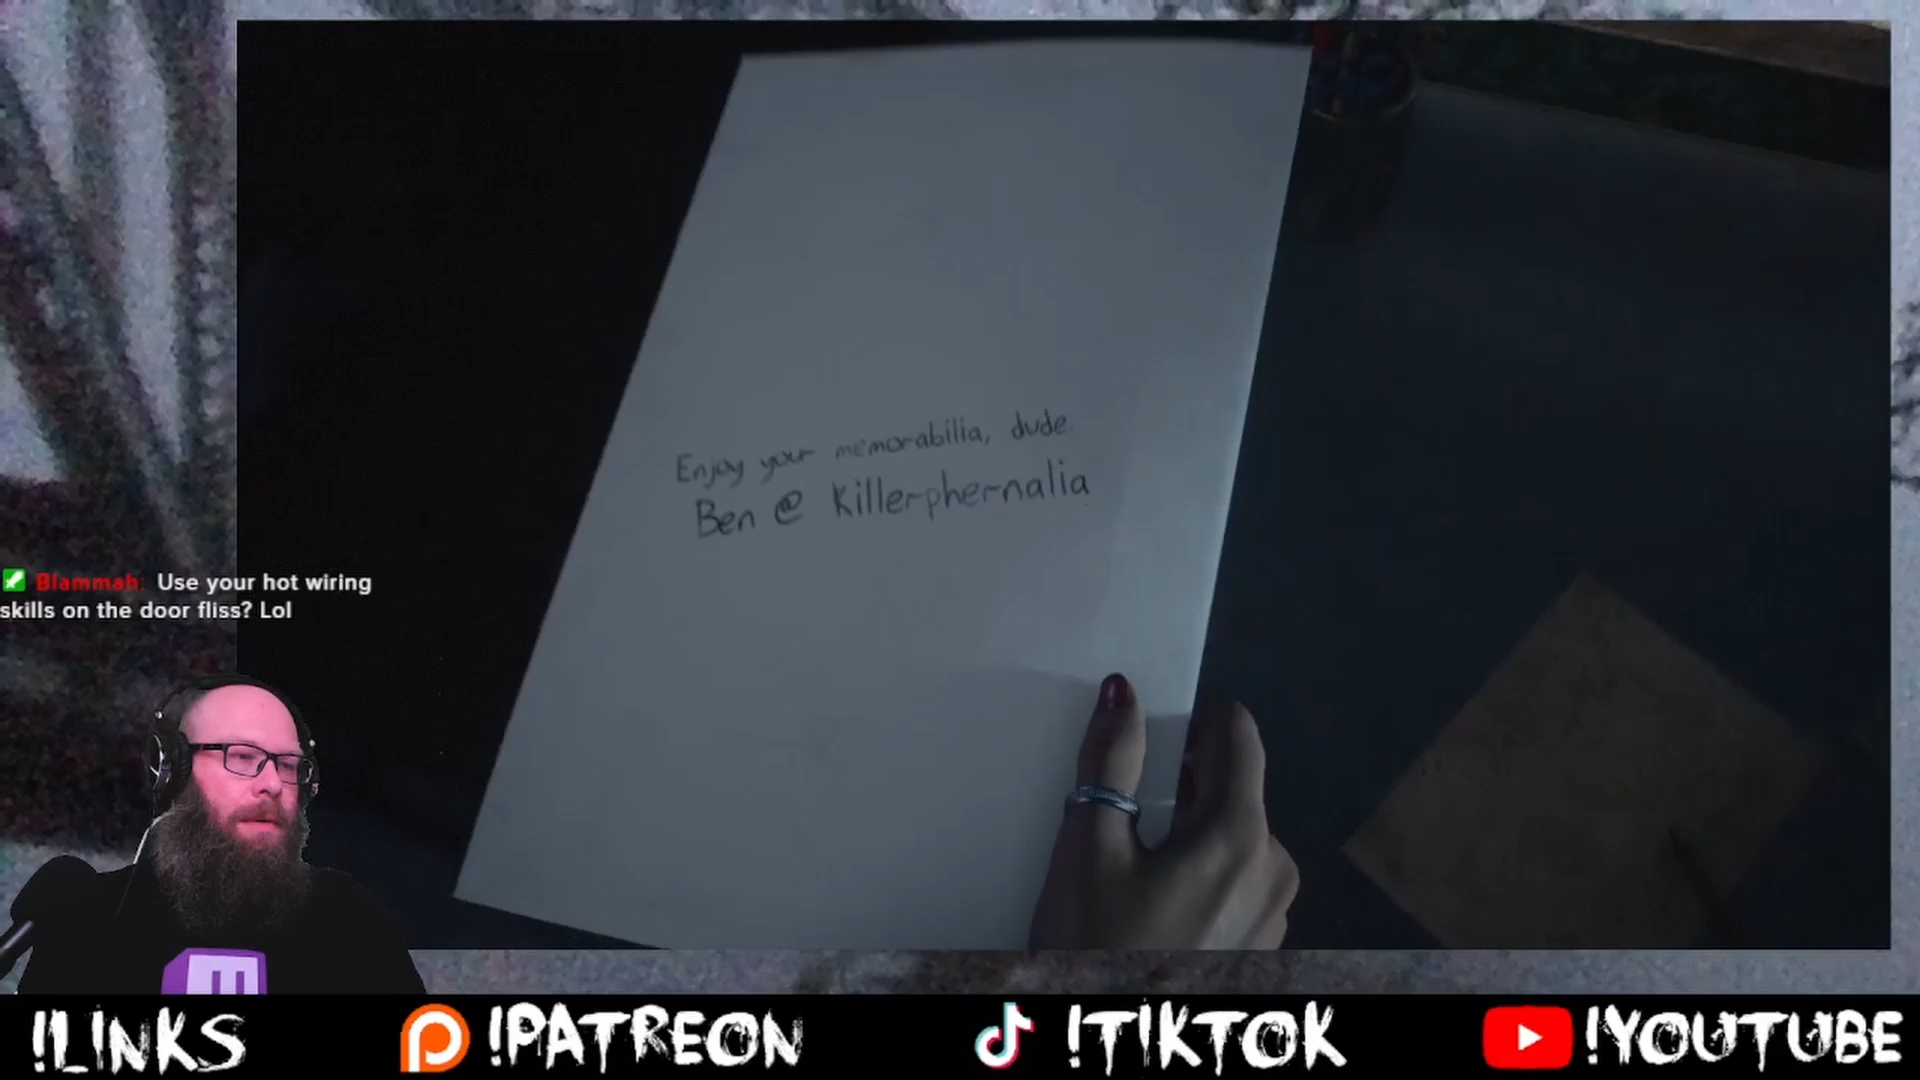 Enjoy your memorabilia, dude.
Ben @ Killerphernalia
Blammah: Use your hot wiring
skills on the door fliss? Lol
!LINKS
!PATREON
!TIKTOK
!YOUTUBE